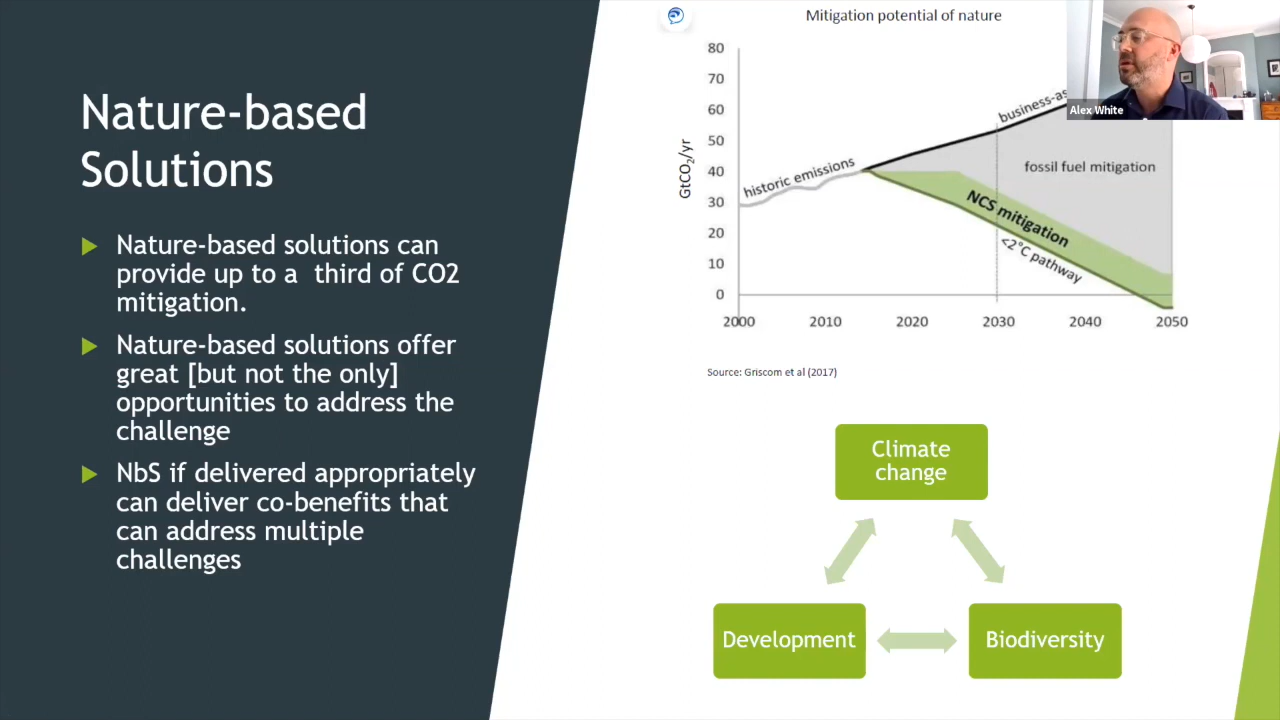 Nature-based
Solutions
Nature-based solutions can
provide up to a third of CO2
mitigation.
Nature-based solutions offer
great [but not the only]
opportunities to address the
challenge
NbS if delivered appropriately
can deliver co-benefits that
can address multiple
challenges
Mitigation potential of nature
80
70
60
50
40
30
20
10
0
GtCO₂/yr
historic emissions
business-as
fossil fuel mitigation
NCS mitigation
<2°C pathway
2000 2010 2020 2030 2040 2050
Alex White
Source: Griscom et al (2017)
Climate
change
Development
Biodiversity